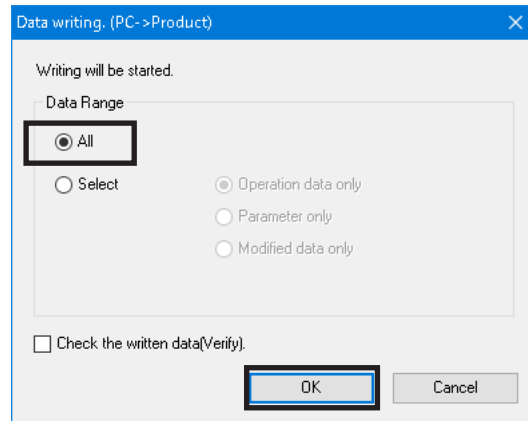 Data writing. (PC->Product)
Writing will be started.
Data Range
All
Select
Operation data only
Parameter only
Modified data only
Check the written data(Verify).
OK
Cancel